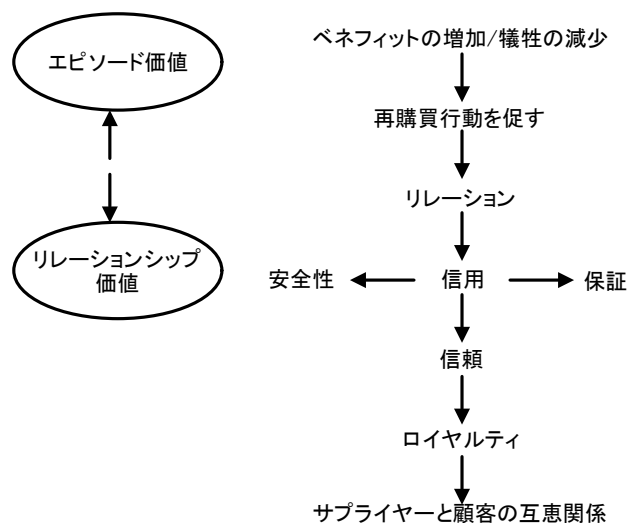 エピソード価値
リレーションシップ
価値
ベネフィットの増加/犠牲の減少
再購買行動を促す
リレーション
安全性
信用
保証
信頼
ロイヤルティ
サプライヤーと顧客の互恵関係